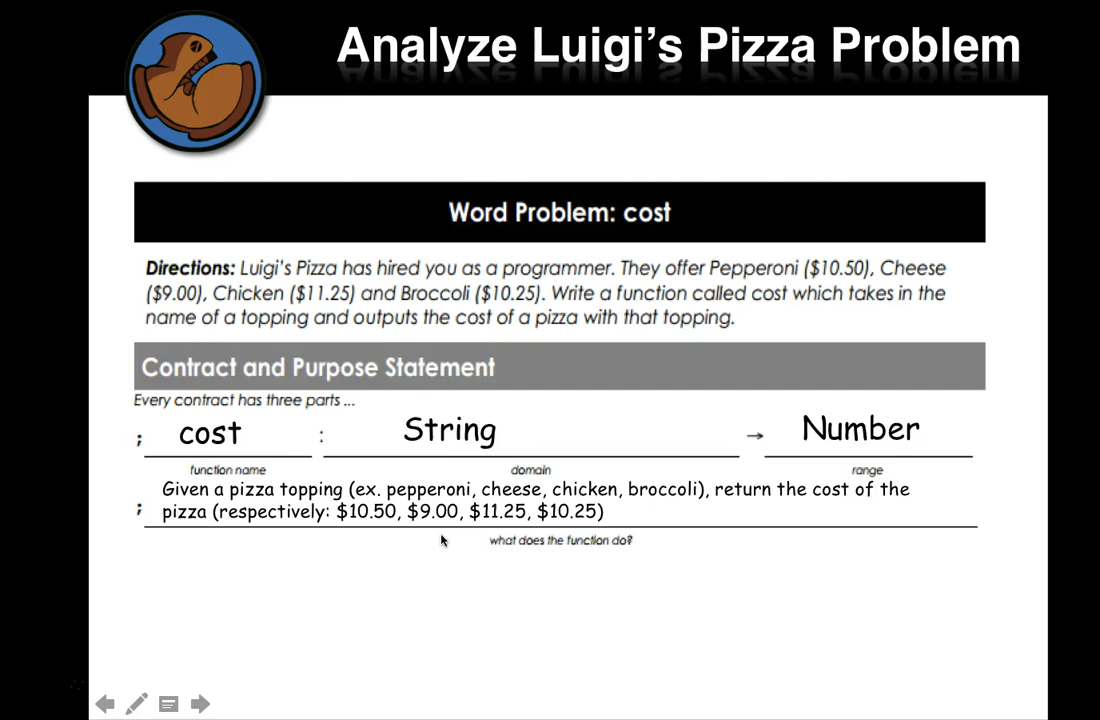 Analyze Luigi's Pizza Problem
Word Problem: cost
Directions: Luigi's Pizza has hired you as a programmer. They offer Pepperoni ($10.50), Cheese
($9.00), Chicken ($11.25) and Broccoli ($10.25). Write a function called cost which takes in the
name of a topping and outputs the cost of a pizza with that topping.
Contract and Purpose Statement
Every contract has three parts ...
; cost : String → Number
function name domain range
; Given a pizza topping (ex. pepperoni, cheese, chicken, broccoli), return the cost of the
pizza (respectively: $10.50, $9.00, $11.25, $10.25)
what does the function do?